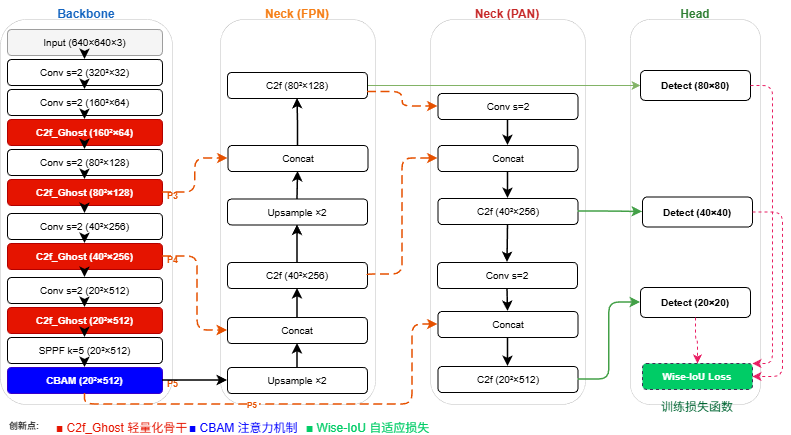 Backbone
Input (640×640×3)
Conv s=2 (320²×32)
Conv s=2 (160²×64)
C2f_Ghost (160²×64)
Conv s=2 (80²×128)
C2f_Ghost (80²×128)
P3
Conv s=2 (40²×256)
C2f_Ghost (40²×256)
P4
Conv s=2 (20²×512)
C2f_Ghost (20²×512)
SPPF k=5 (20²×512)
CBAM (20²×512)
P5
P5
Neck (FPN)
C2f (80²×128)
Concat
Upsample ×2
C2f (40²×256)
Concat
Upsample ×2
Neck (PAN)
Conv s=2
Concat
C2f (40²×256)
Conv s=2
Concat
C2f (20²×512)
Head
Detect (80×80)
Detect (40×40)
Detect (20×20)
Wise-IoU Loss
训练损失函数
创新点: ■ C2f_Ghost 轻量化骨干 ■ CBAM 注意力机制 ■ Wise-IoU 自适应损失